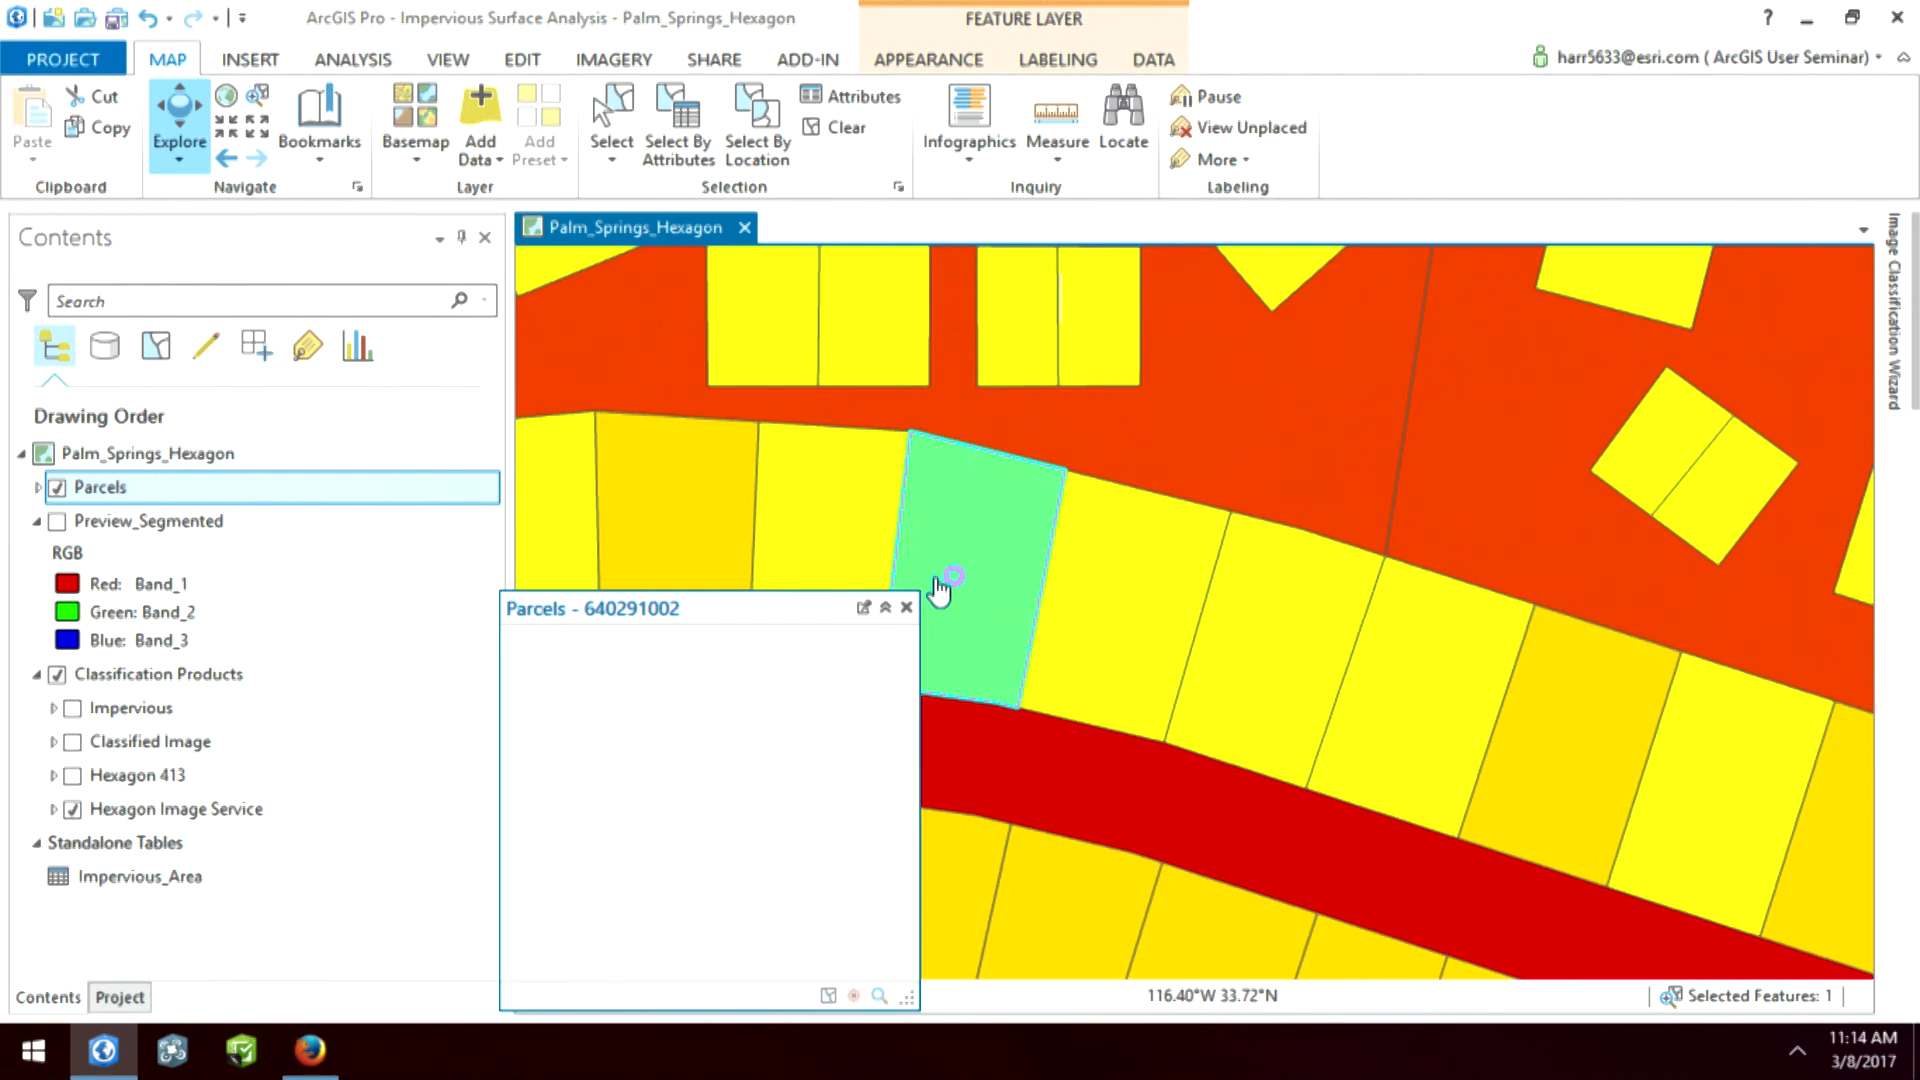 ArcGIS Pro - Impervious Surface Analysis - Palm_Springs_Hexagon
FEATURE LAYER
?
PROJECT
MAP
INSERT
ANALYSIS
VIEW
EDIT
IMAGERY
SHARE
ADD-IN
APPEARANCE
LABELING
DATA
harr5633@esri.com ( ArcGIS User Seminar)
Paste
Cut
Copy
Clipboard
Explore
Bookmarks
Navigate
Basemap
Add
Data
Add
Preset
Layer
Select
Select By
Attributes
Select By
Location
Attributes
Clear
Selection
Infographics
Measure
Locate
Inquiry
Pause
View Unplaced
More
Labeling
Contents
Search
Drawing Order
Palm_Springs_Hexagon
Parcels
Preview_Segmented
RGB
Red: Band_1
Green: Band_2
Blue: Band_3
Classification Products
Impervious
Classified Image
Hexagon 413
Hexagon Image Service
Standalone Tables
Impervious_Area
Contents
Project
Palm_Springs_Hexagon
Parcels - 640291002
116.40°W 33.72°N
Selected Features: 1
Image Classification Wizard
11:14 AM
3/8/2017